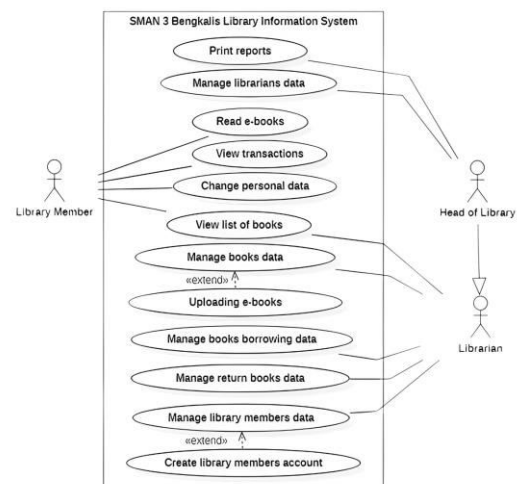 SMAN 3 Bengkalis Library Information System
Print reports
Manage librarians data
Read e-books
View transactions
Change personal data
Library Member
Head of Library
View list of books
Manage books data
«extend»
Uploading e-books
Manage books borrowing data
Librarian
Manage return books data
Manage library members data
«extend»
Create library members account